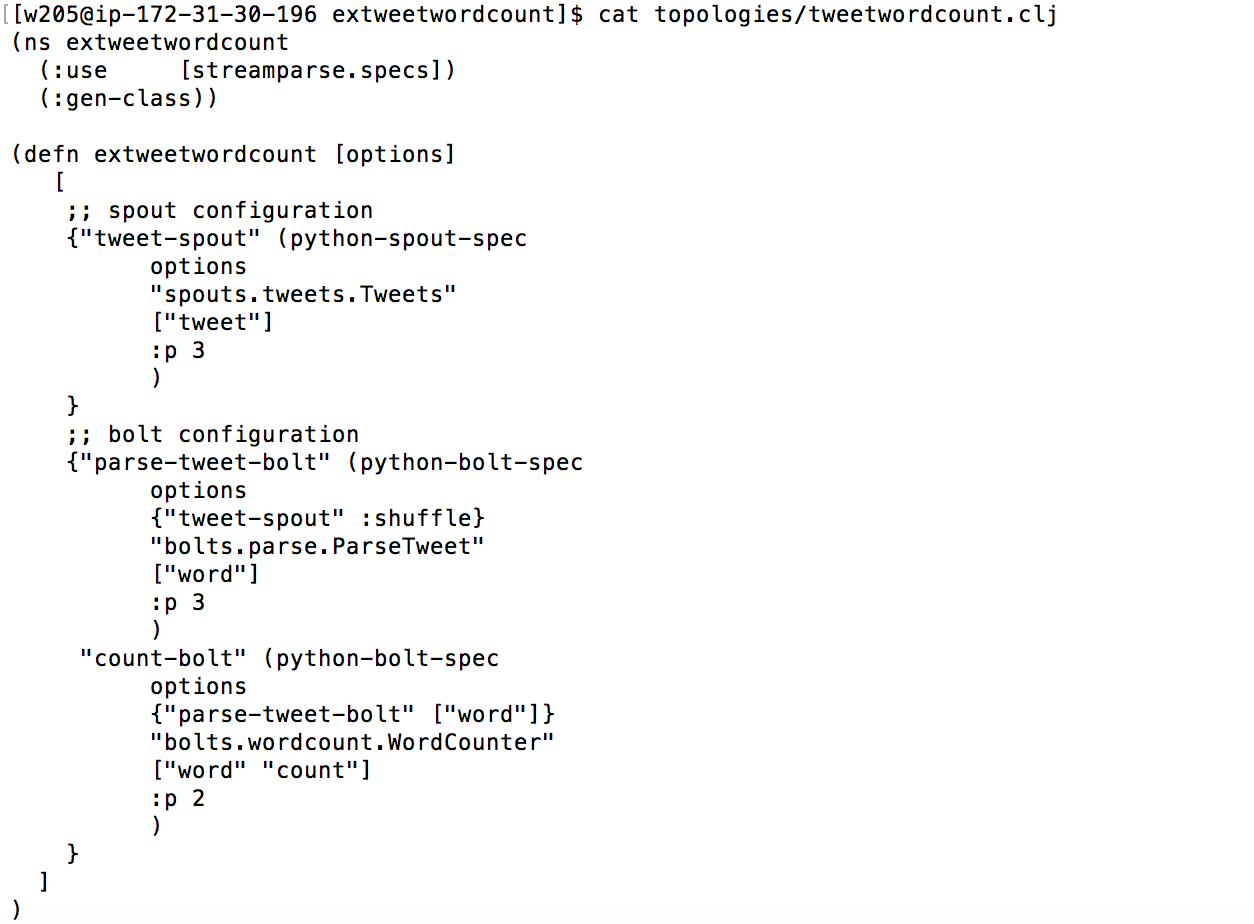 [[w205@ip-172-31-30-196 extweetwordcount]$ cat topologies/tweetwordcount.clj
(ns extweetwordcount
  (:use     [streamparse.specs])
  (:gen-class))

(defn extweetwordcount [options]
   [
    ;; spout configuration
    {"tweet-spout" (python-spout-spec
          options
          "spouts.tweets.Tweets"
          ["tweet"]
          :p 3
          )
    }
    ;; bolt configuration
    {"parse-tweet-bolt" (python-bolt-spec
          options
          {"tweet-spout" :shuffle}
          "bolts.parse.ParseTweet"
          ["word"]
          :p 3
          )
     "count-bolt" (python-bolt-spec
          options
          {"parse-tweet-bolt" ["word"]}
          "bolts.wordcount.WordCounter"
          ["word" "count"]
          :p 2
          )
    }
  ]
)